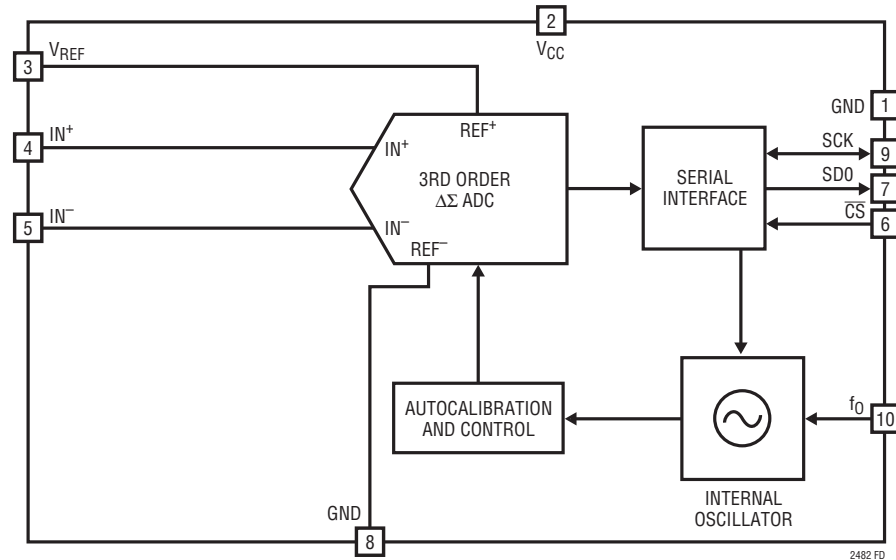 2
VCC
3
VREF
1
GND
4
IN+
IN+
REF+
3RD ORDER
ΔΣ ADC
SERIAL
INTERFACE
SCK
9
SD0
7
CS
6
5
IN−
IN−
REF−
AUTOCALIBRATION
AND CONTROL
fO
10
INTERNAL
OSCILLATOR
GND
8
2482 FD